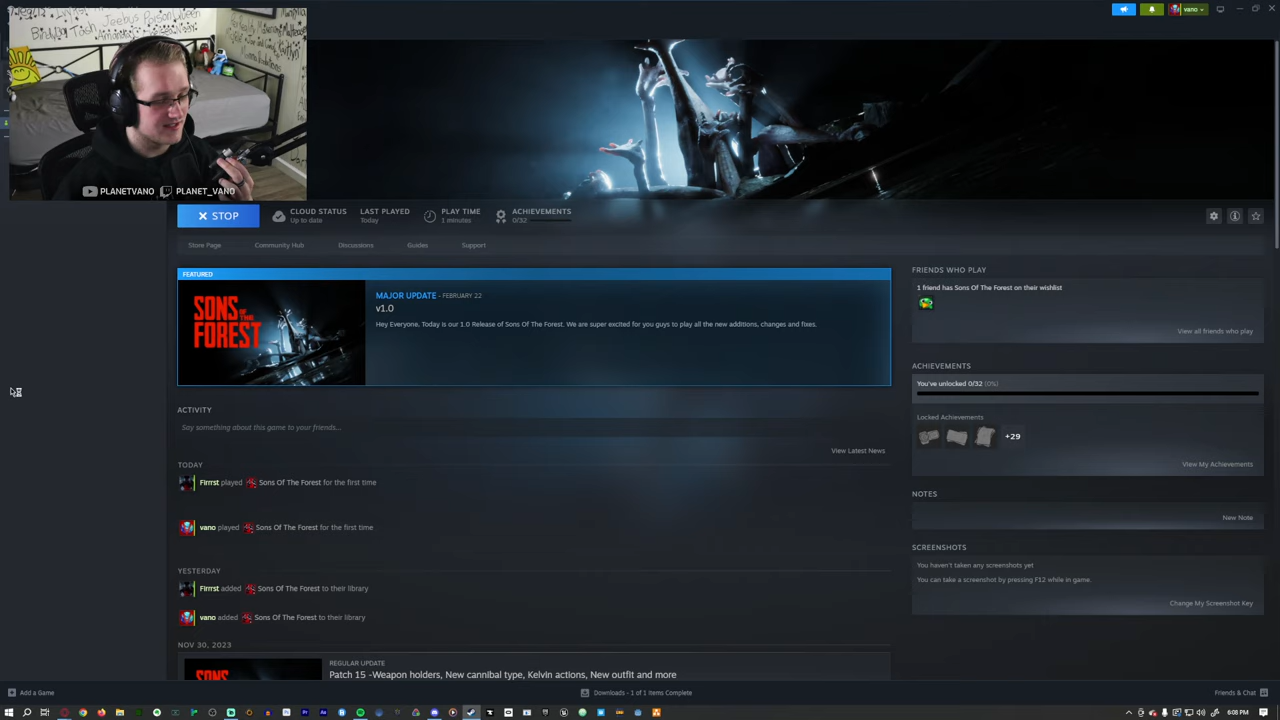 BirdDog Tosh Jeebus PoisonQueen
PLANETVANO PLANET_VANO
vano
STOP
CLOUD STATUS
Up to date
LAST PLAYED
Today
PLAY TIME
1 minutes
ACHIEVEMENTS
0/32
Store Page Community Hub Discussions Guides Support
FEATURED
SONS OF THE FOREST
MAJOR UPDATE - FEBRUARY 22
v1.0
Hey Everyone, Today is our 1.0 Release of Sons Of The Forest. We are super excited for you guys to play all the new additions, changes and fixes.
ACTIVITY
Say something about this game to your friends...
View Latest News
TODAY
Firrrst played Sons Of The Forest for the first time
vano played Sons Of The Forest for the first time
YESTERDAY
Firrrst added Sons Of The Forest to their library
vano added Sons Of The Forest to their library
NOV 30, 2023
SONS
REGULAR UPDATE
Patch 15 -Weapon holders, New cannibal type, Kelvin actions, New outfit and more
FRIENDS WHO PLAY
1 friend has Sons Of The Forest on their wishlist
View all friends who play
ACHIEVEMENTS
You've unlocked 0/32 (0%)
Locked Achievements
+29
View My Achievements
NOTES
New Note
SCREENSHOTS
You haven't taken any screenshots yet
You can take a screenshot by pressing F12 while in game.
Change My Screenshot Key
Add a Game
Downloads - 1 of 1 Items Complete
Friends & Chat
6:08 PM